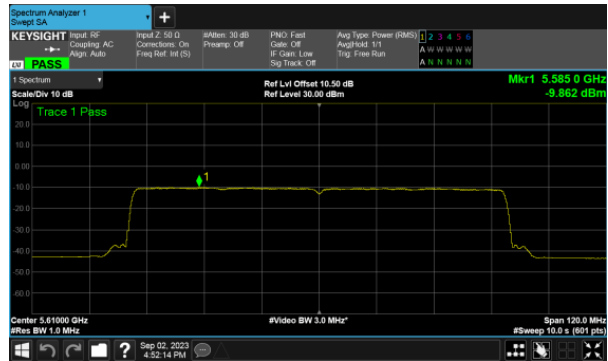 Spectrum Analyzer 1
Swept SA
+
KEYSIGHT
Input: RF
Coupling: AC
Align: Auto
Input Z: 50 Ω
Corrections: On
Freq Ref: Int (S)
#Atten: 30 dB
Preamp: Off
PNO: Fast
Gate: Off
IF Gain: Low
Sig Track: Off
Avg Type: Power (RMS)
Avg|Hold: 1/1
Trig: Free Run
1 2 3 4 5 6
A W W W W W
A N N N N N
LXI PASS
1 Spectrum
Scale/Div 10 dB
Ref Lvl Offset 10.50 dB
Ref Level 30.00 dBm
Mkr1 5.585 0 GHz
-9.862 dBm
Log
Trace 1 Pass
20.0
10.0
0.00
-10.0
-20.0
-30.0
-40.0
-50.0
-60.0
1
Center 5.61000 GHz
#Res BW 1.0 MHz
#Video BW 3.0 MHz*
Span 120.0 MHz
#Sweep 10.0 s (601 pts)
?
Sep 02, 2023
4:52:14 PM